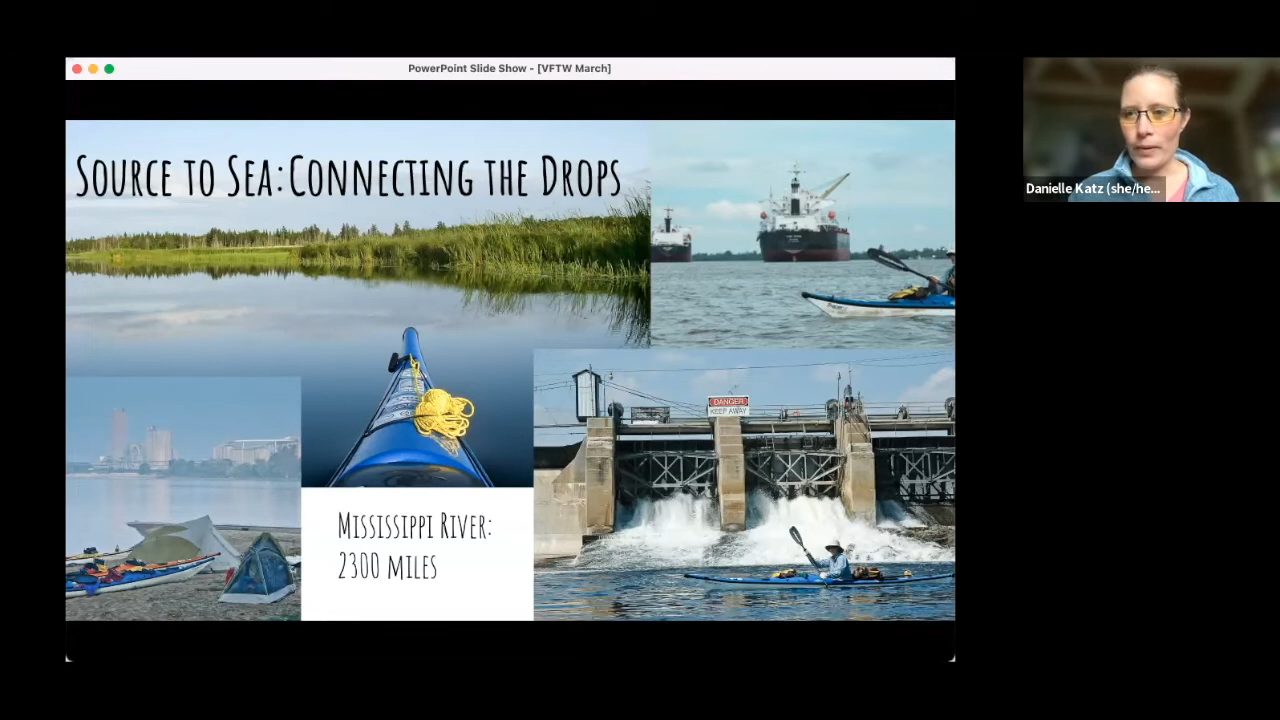 PowerPoint Slide Show - [VFTW March]
Source to Sea:Connecting the Drops
DANGER
KEEP AWAY
Mississippi River:
2300 miles
Danielle Katz (she/he...